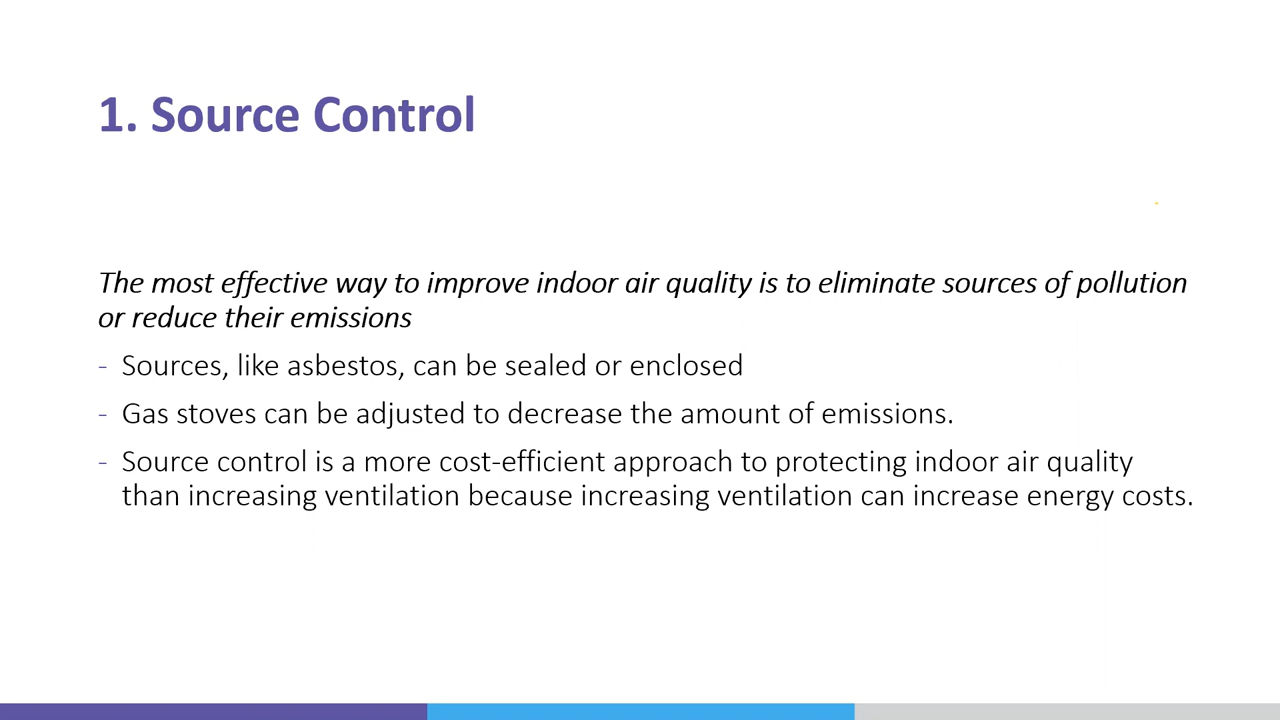 1. Source Control
The most effective way to improve indoor air quality is to eliminate sources of pollution
or reduce their emissions
- Sources, like asbestos, can be sealed or enclosed
- Gas stoves can be adjusted to decrease the amount of emissions.
- Source control is a more cost-efficient approach to protecting indoor air quality
than increasing ventilation because increasing ventilation can increase energy costs.